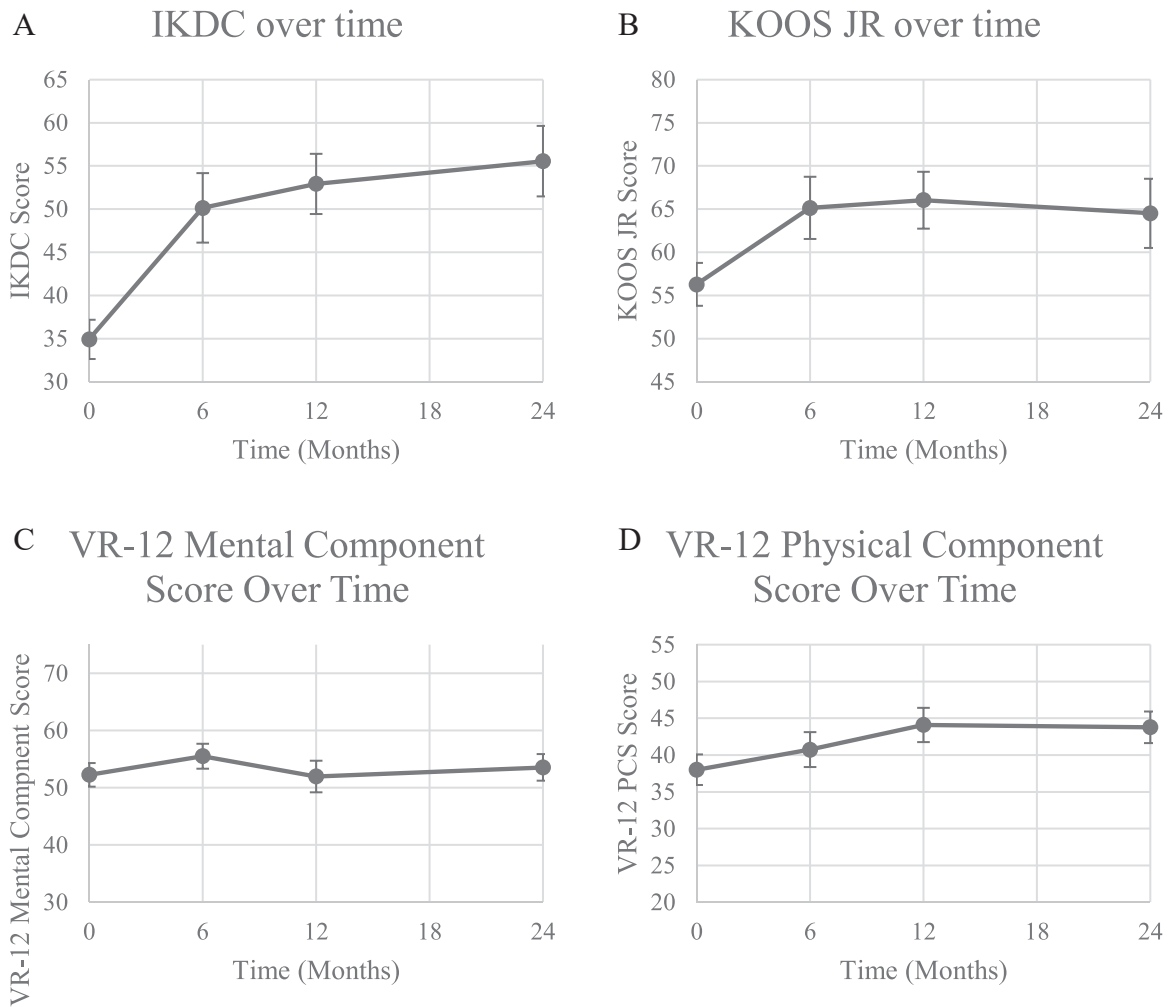 A IKDC over time
65
60
55
50
45
40
35
30
IKDC Score
0 6 12 18 24
Time (Months)
B KOOS JR over time
80
75
70
65
60
55
50
45
KOOS JR Score
0 6 12 18 24
Time (Months)
C VR-12 Mental Component
Score Over Time
70
60
50
40
30
VR-12 Mental Component Score
0 6 12 18 24
Time (Months)
D VR-12 Physical Component
Score Over Time
55
50
45
40
35
30
25
20
VR-12 PCS Score
0 6 12 18 24
Time (Months)